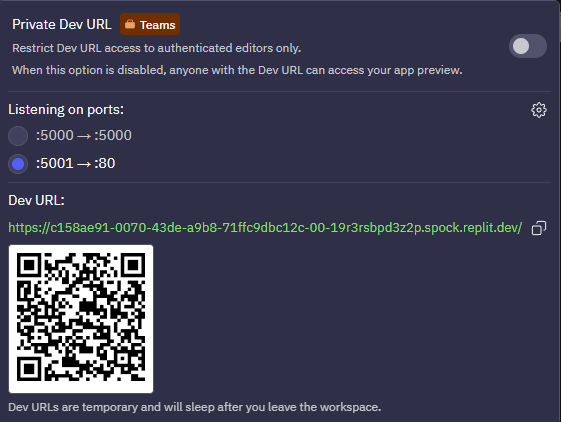 Private Dev URL Teams
Restrict Dev URL access to authenticated editors only.
When this option is disabled, anyone with the Dev URL can access your app preview.
Listening on ports:
:5000 → :5000
:5001 → :80
Dev URL:
https://c158ae91-0070-43de-a9b8-71ffc9dbc12c-00-19r3rsbpd3z2p.spock.replit.dev/
Dev URLs are temporary and will sleep after you leave the workspace.